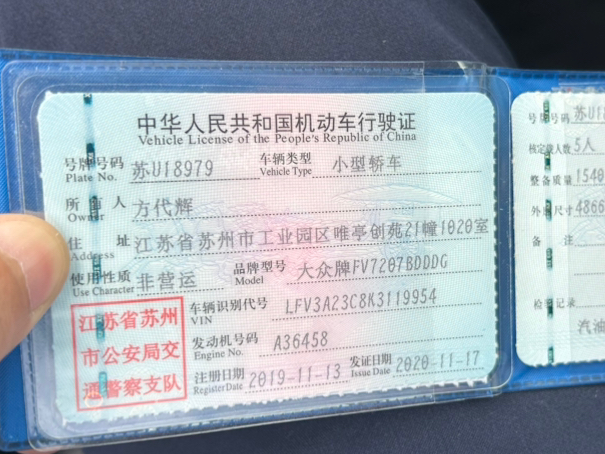 中华人民共和国机动车行驶证
Vehicle License of the People's Republic of China
号牌号码 苏U18979 车辆类型 小型轿车
Plate No. Vehicle Type
所有人 方代辉
Owner
住址 江苏省苏州市工业园区唯亭创苑21幢1020室
Address
使用性质 非营运 品牌型号 大众牌FV7207BDDDG
Use Character Model
江苏省苏州
市公安局交
通警察支队
车辆识别代号 LFV3A23C8K3119954
VIN
发动机号码 A36458
Engine No.
注册日期 2019-11-13 发证日期 2020-11-17
Register Date Issue Date
号牌号码 苏U18
核定载人数 5人
整备质量 1540
外廓尺寸 4866
备注
检验记录
汽油